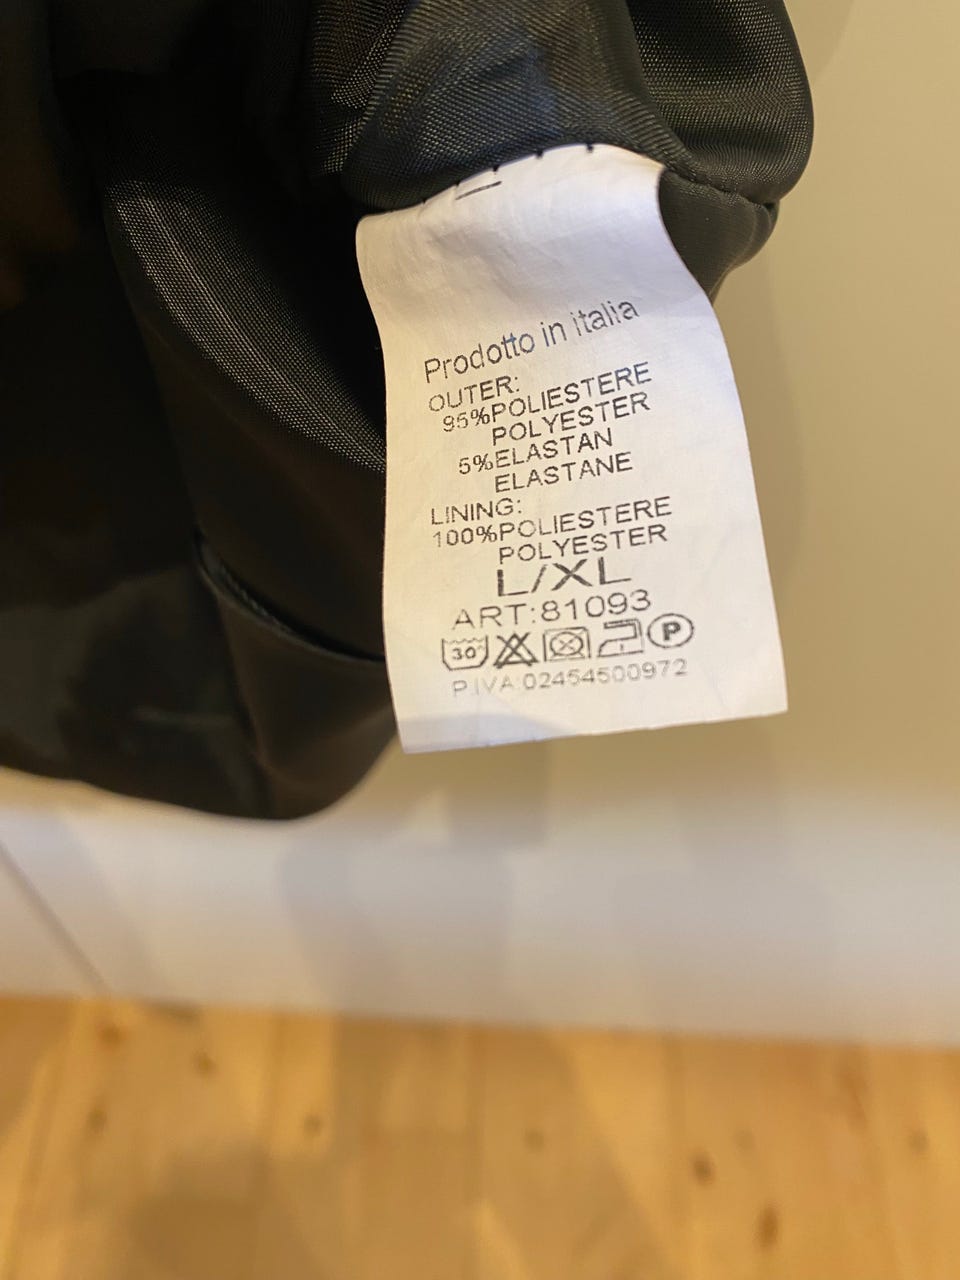 Prodotto in italia
OUTER:
95%POLIESTERE
POLYESTER
5%ELASTAN
ELASTANE
LINING:
100%POLIESTERE
POLYESTER
L/XL
ART:81093
30° P
P.IVA:02454500972